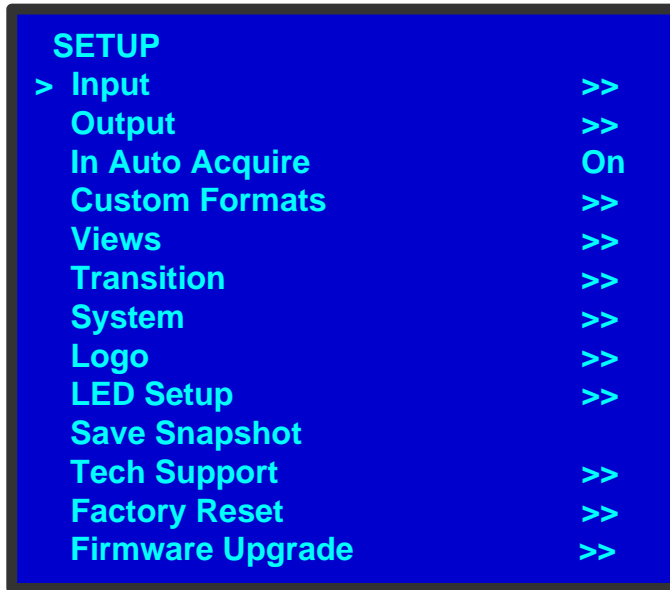 SETUP
> Input >>
Output >>
In Auto Acquire On
Custom Formats >>
Views >>
Transition >>
System >>
Logo >>
LED Setup >>
Save Snapshot
Tech Support >>
Factory Reset >>
Firmware Upgrade >>